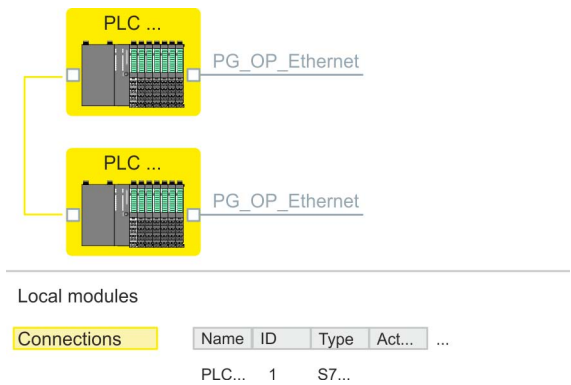 PLC ...
PG_OP_Ethernet
PLC ...
PG_OP_Ethernet
Local modules
Connections Name ID Type Act... ...
PLC... 1 S7...